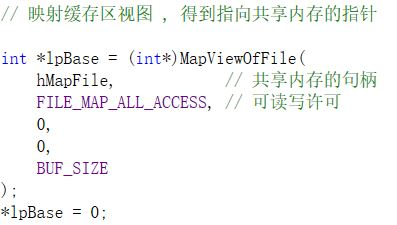 // 映射缓存区视图 ，得到指向共享内存的指针
int *lpBase = (int*)MapViewOfFile(
hMapFile, // 共享内存的句柄
FILE_MAP_ALL_ACCESS, // 可读写许可
0,
0,
BUF_SIZE
);
*lpBase = 0;